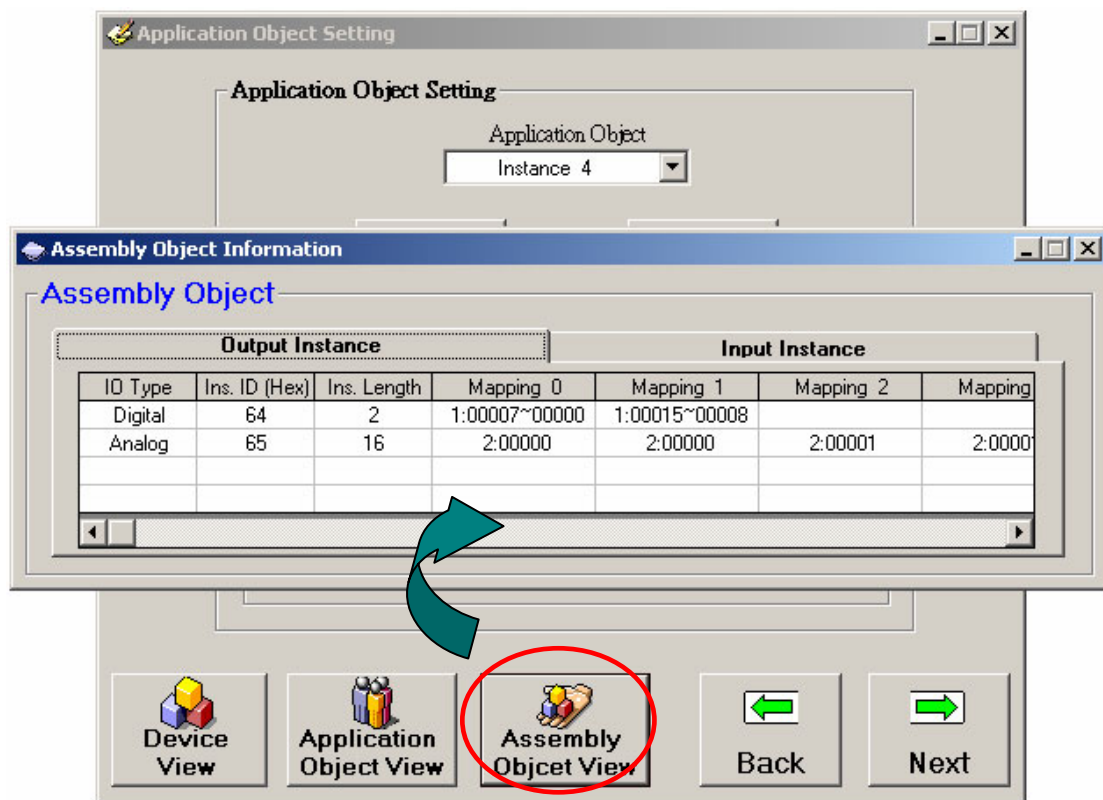 Application Object Setting
Application Object Setting
Application Object
Instance 4
Assembly Object Information
Assembly Object
Output Instance Input Instance
IO Type Ins. ID (Hex) Ins. Length Mapping 0 Mapping 1 Mapping 2 Mapping
Digital 64 2 1:00007~00000 1:00015~00008
Analog 65 16 2:00000 2:00000 2:00001 2:0000
Device
View
Application
Object View
Assembly
Objcet View
Back
Next